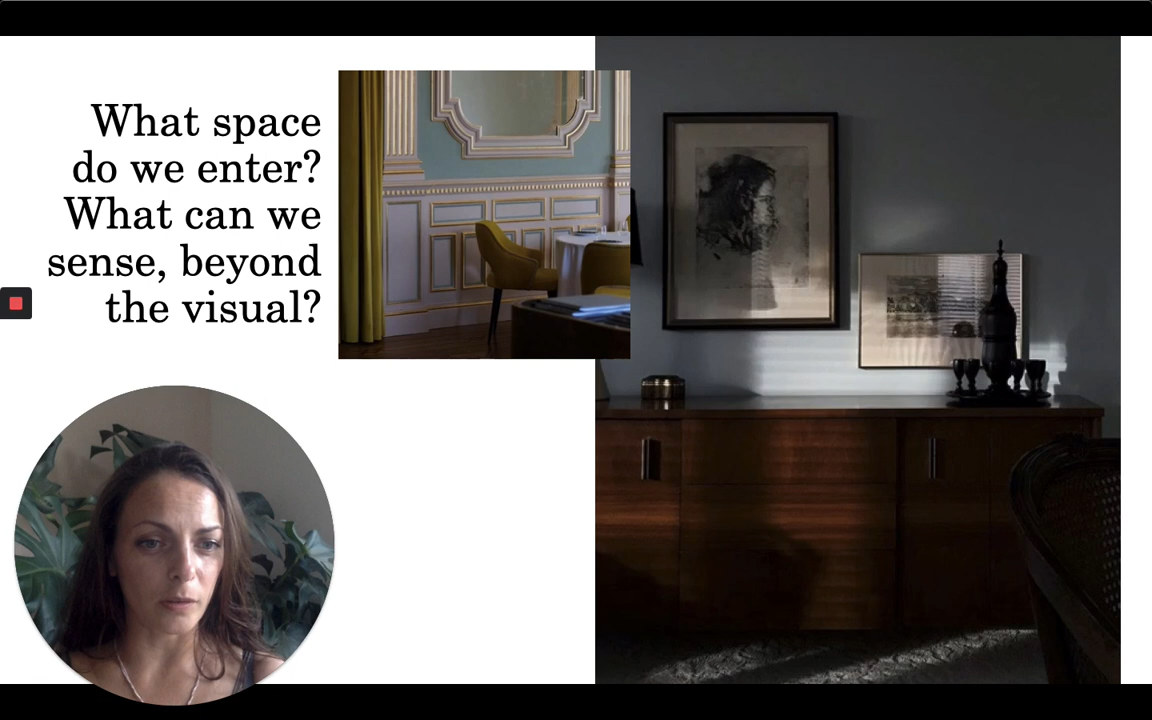 What space
do we enter?
What can we
sense, beyond
the visual?